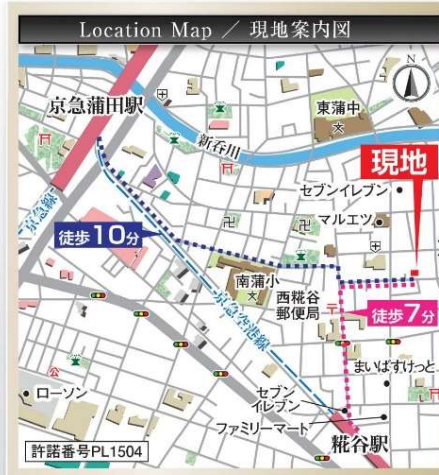 Location Map ／ 現地案内図
N
京急蒲田駅
東蒲中
新呑川
現地
セブンイレブン
マルエツ
徒歩10分
南蒲小
西糀谷
郵便局
徒歩7分
京急空港線
まいばすけっと
ローソン
セブン
イレブン
ファミリーマート
糀谷駅
許諾番号PL1504